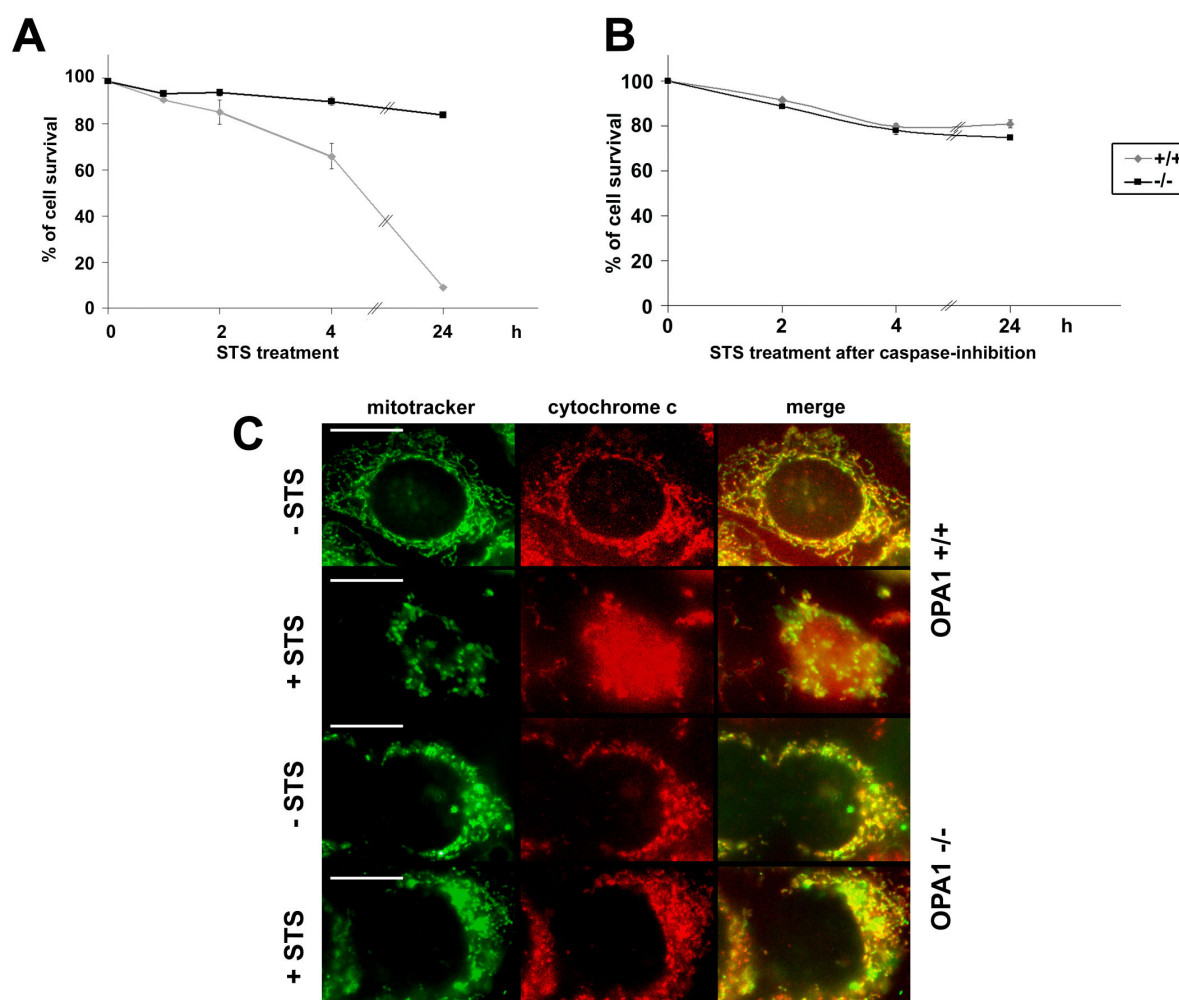 A
% of cell survival
100
80
60
40
20
0
0 2 4 24 h
STS treatment
B
% of cell survival
100
80
60
40
20
0
0 2 4 24 h
STS treatment after caspase-inhibition
+/+
-/-
C
mitotracker cytochrome c merge
- STS
+ STS
OPA1 +/+
- STS
+ STS
OPA1 -/-